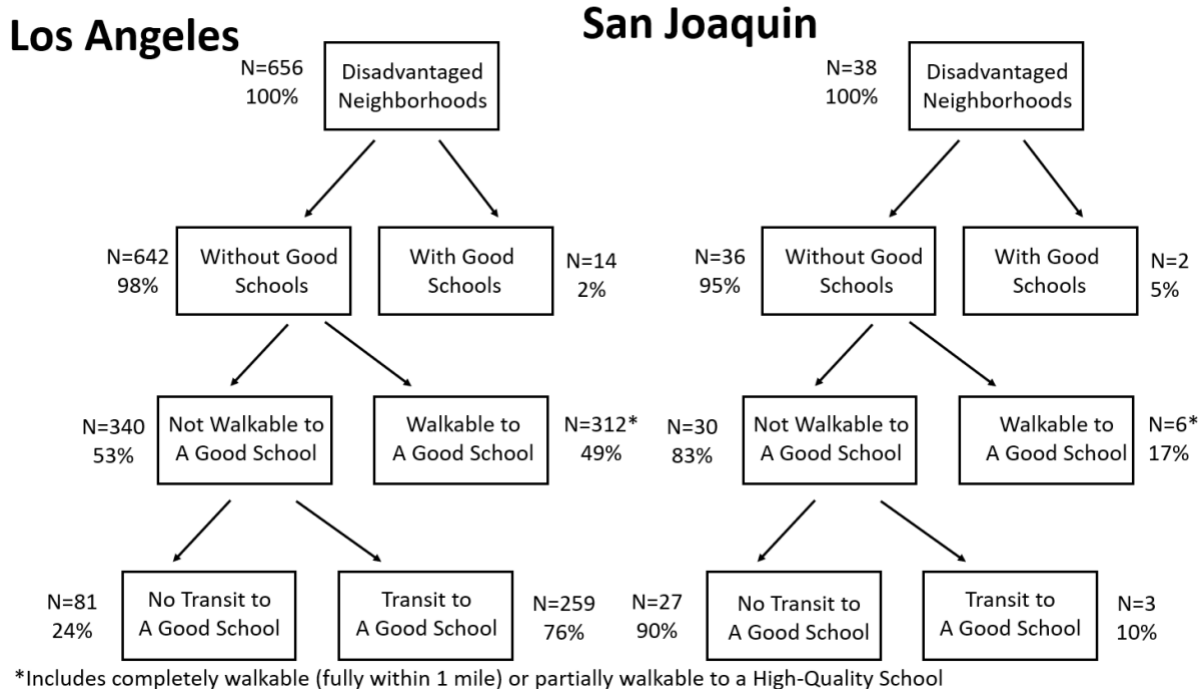 Los Angeles
N=656
100%
Disadvantaged
Neighborhoods
N=642
98%
Without Good
Schools
With Good
Schools
N=14
2%
N=340
53%
Not Walkable to
A Good School
Walkable to
A Good School
N=312*
49%
N=81
24%
No Transit to
A Good School
Transit to
A Good School
N=259
76%
San Joaquin
N=38
100%
Disadvantaged
Neighborhoods
N=36
95%
Without Good
Schools
With Good
Schools
N=2
5%
N=30
83%
Not Walkable to
A Good School
Walkable to
A Good School
N=6*
17%
N=27
90%
No Transit to
A Good School
Transit to
A Good School
N=3
10%
*Includes completely walkable (fully within 1 mile) or partially walkable to a High-Quality School